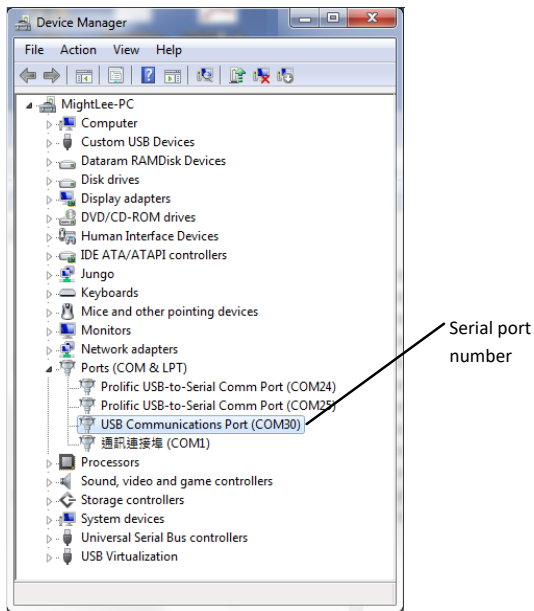 Device Manager
File Action View Help
MightLee-PC
Computer
Custom USB Devices
Dataram RAMDisk Devices
Disk drives
Display adapters
DVD/CD-ROM drives
Human Interface Devices
IDE ATA/ATAPI controllers
Jungo
Keyboards
Mice and other pointing devices
Monitors
Network adapters
Ports (COM & LPT)
Prolific USB-to-Serial Comm Port (COM24)
Prolific USB-to-Serial Comm Port (COM25)
USB Communications Port (COM30)
通訊連接埠 (COM1)
Processors
Sound, video and game controllers
Storage controllers
System devices
Universal Serial Bus controllers
USB Virtualization
Serial port
number